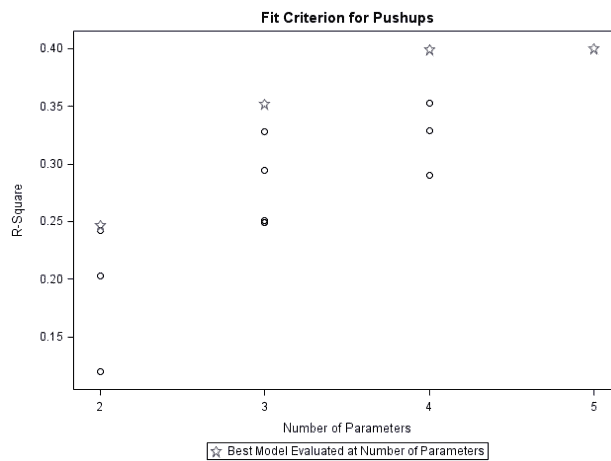 Fit Criterion for Pushups
0.40
0.35
0.30
0.25
0.20
0.15
R-Square
2
3
4
5
Number of Parameters
Best Model Evaluated at Number of Parameters